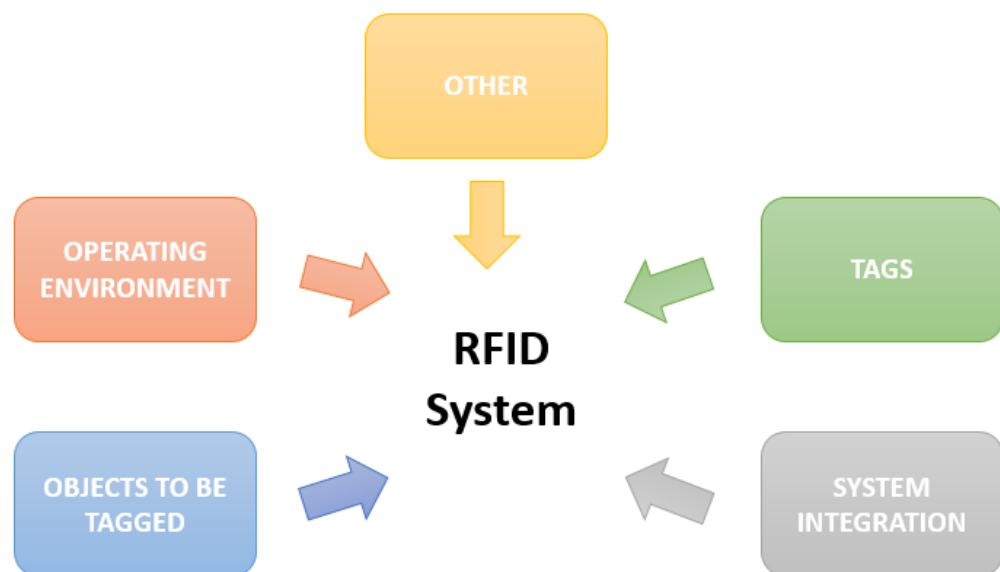 OTHER
OPERATING
ENVIRONMENT
TAGS
RFID
System
OBJECTS TO BE
TAGGED
SYSTEM
INTEGRATION